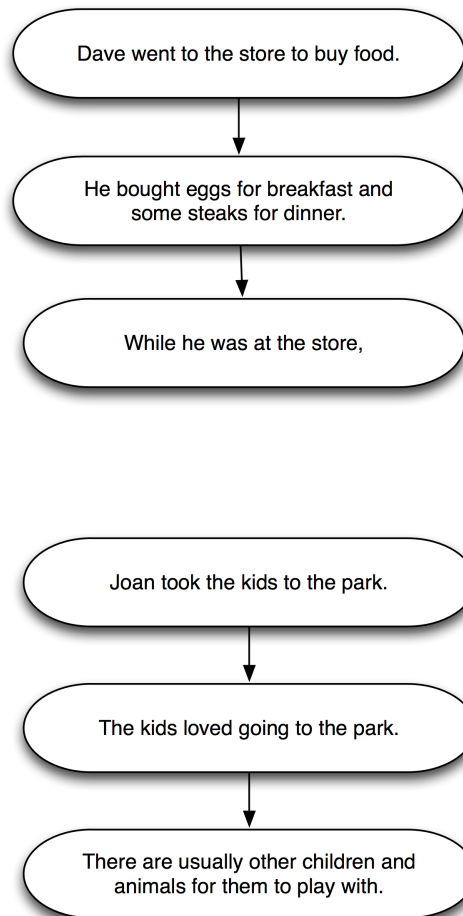 Dave went to the store to buy food.
He bought eggs for breakfast and
some steaks for dinner.
While he was at the store,
Joan took the kids to the park.
The kids loved going to the park.
There are usually other children and
animals for them to play with.